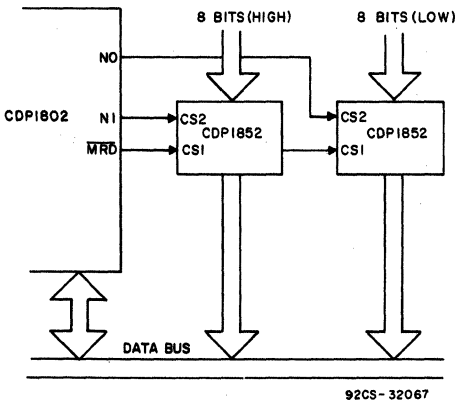 8 BITS (HIGH)
8 BITS (LOW)
N0
CDP1802
N1
MRD
CS2
CDP1852
CS1
CS2
CDP1852
CS1
DATA BUS
92CS-32067